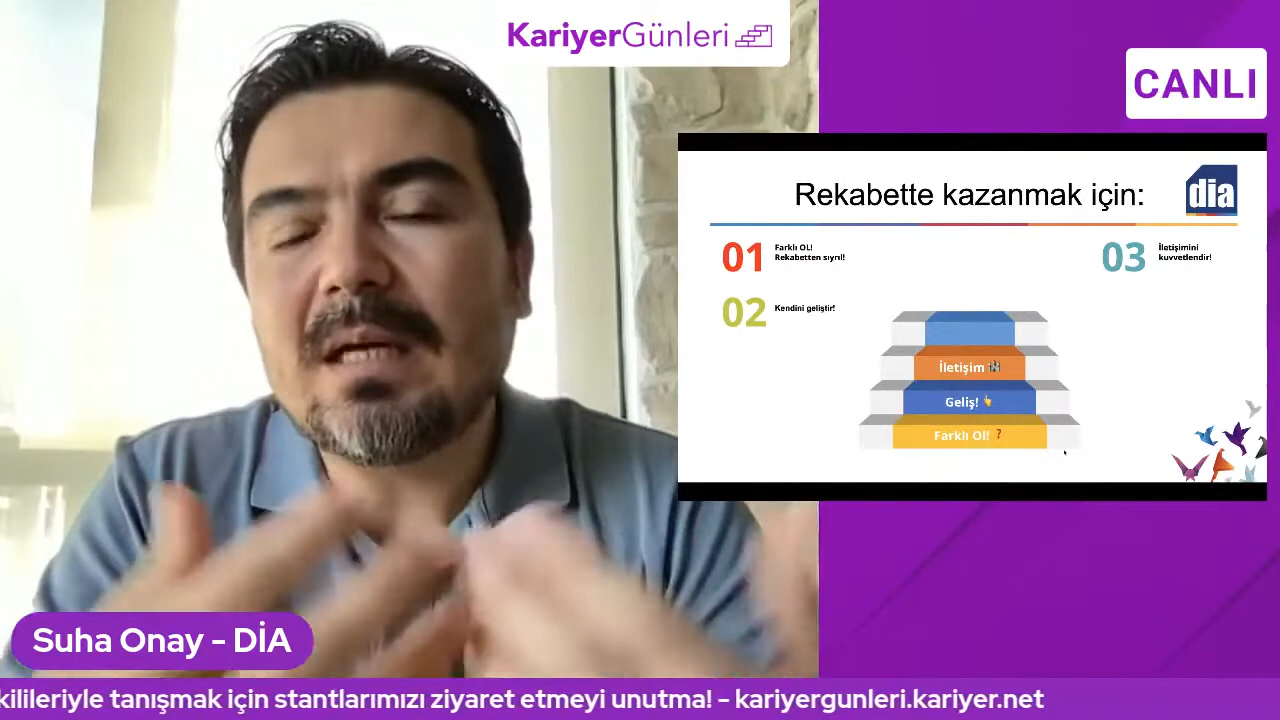 KariyerGünleri
CANLI
Rekabette kazanmak için:
dia
01
Farklı OL!
Rekabetten sıyrıl!
02
Kendini geliştir!
03
İletişimini
kuvvetlendir!
İletişim
Geliş!
Farklı Ol! ?
Suha Onay - DİA
kilileriyle tanışmak için stantlarımızı ziyaret etmeyi unutma! - kariyergunleri.kariyer.net